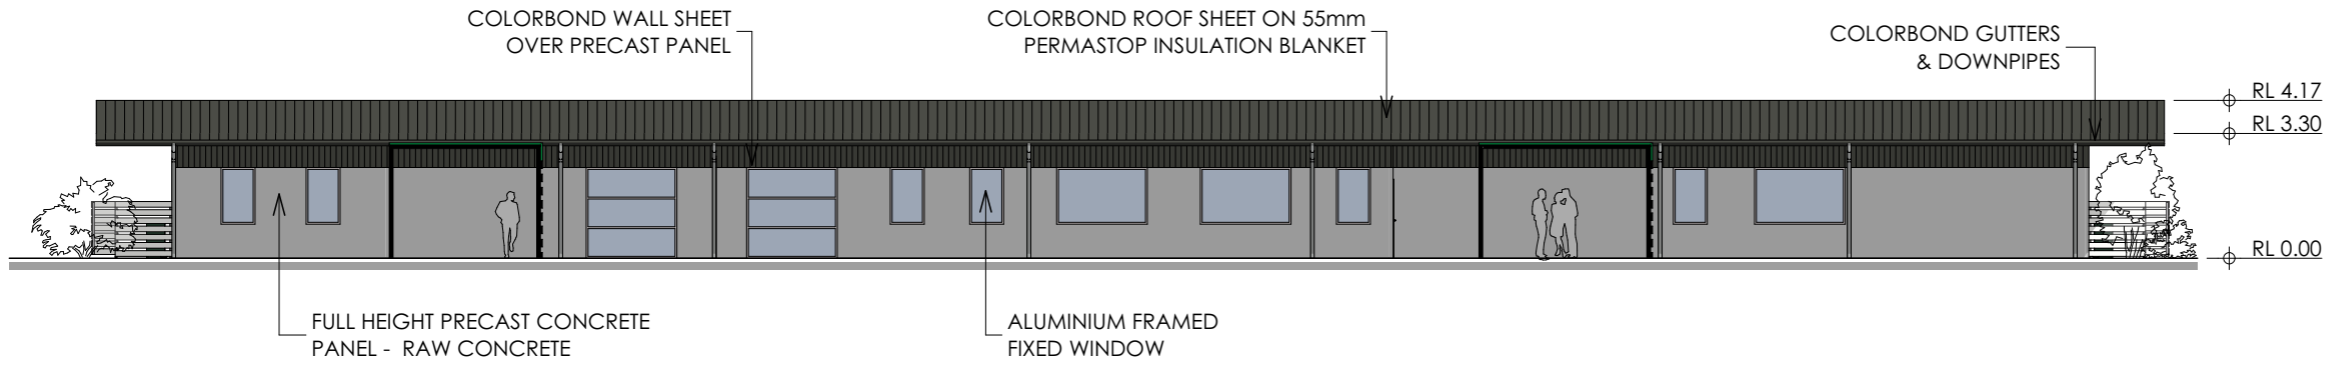 COLORBOND WALL SHEET
OVER PRECAST PANEL
COLORBOND ROOF SHEET ON 55mm
PERMASTOP INSULATION BLANKET
COLORBOND GUTTERS
& DOWNPIPES
RL 4.17
RL 3.30
RL 0.00
FULL HEIGHT PRECAST CONCRETE
PANEL - RAW CONCRETE
ALUMINIUM FRAMED
FIXED WINDOW